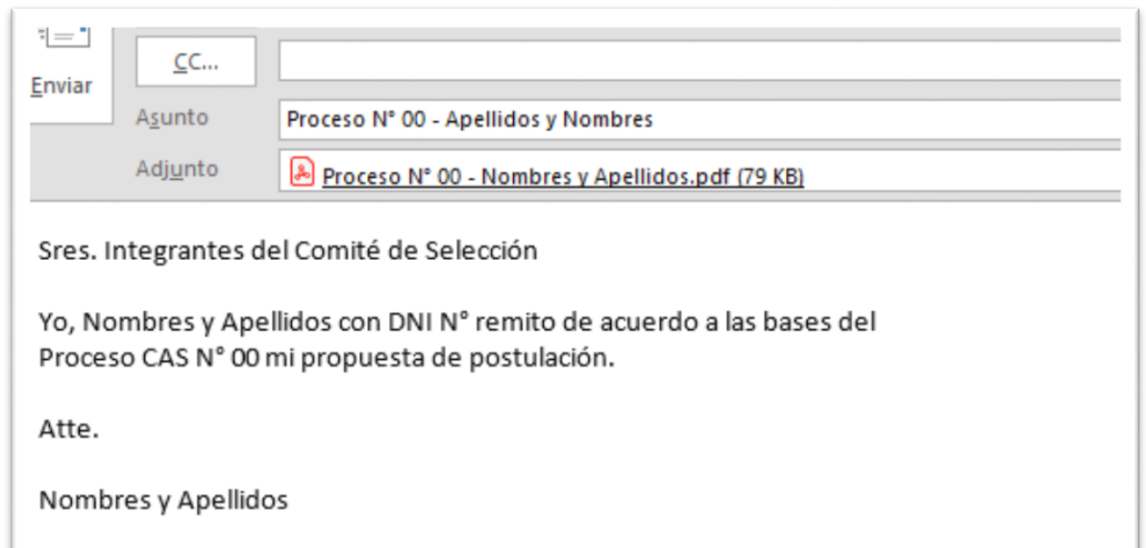 CC...
Enviar
Asunto
Proceso N° 00 - Apellidos y Nombres
Adjunto
Proceso N° 00 - Nombres y Apellidos.pdf (79 KB)
Sres. Integrantes del Comité de Selección
Yo, Nombres y Apellidos con DNI N° remito de acuerdo a las bases del
Proceso CAS N° 00 mi propuesta de postulación.
Atte.
Nombres y Apellidos